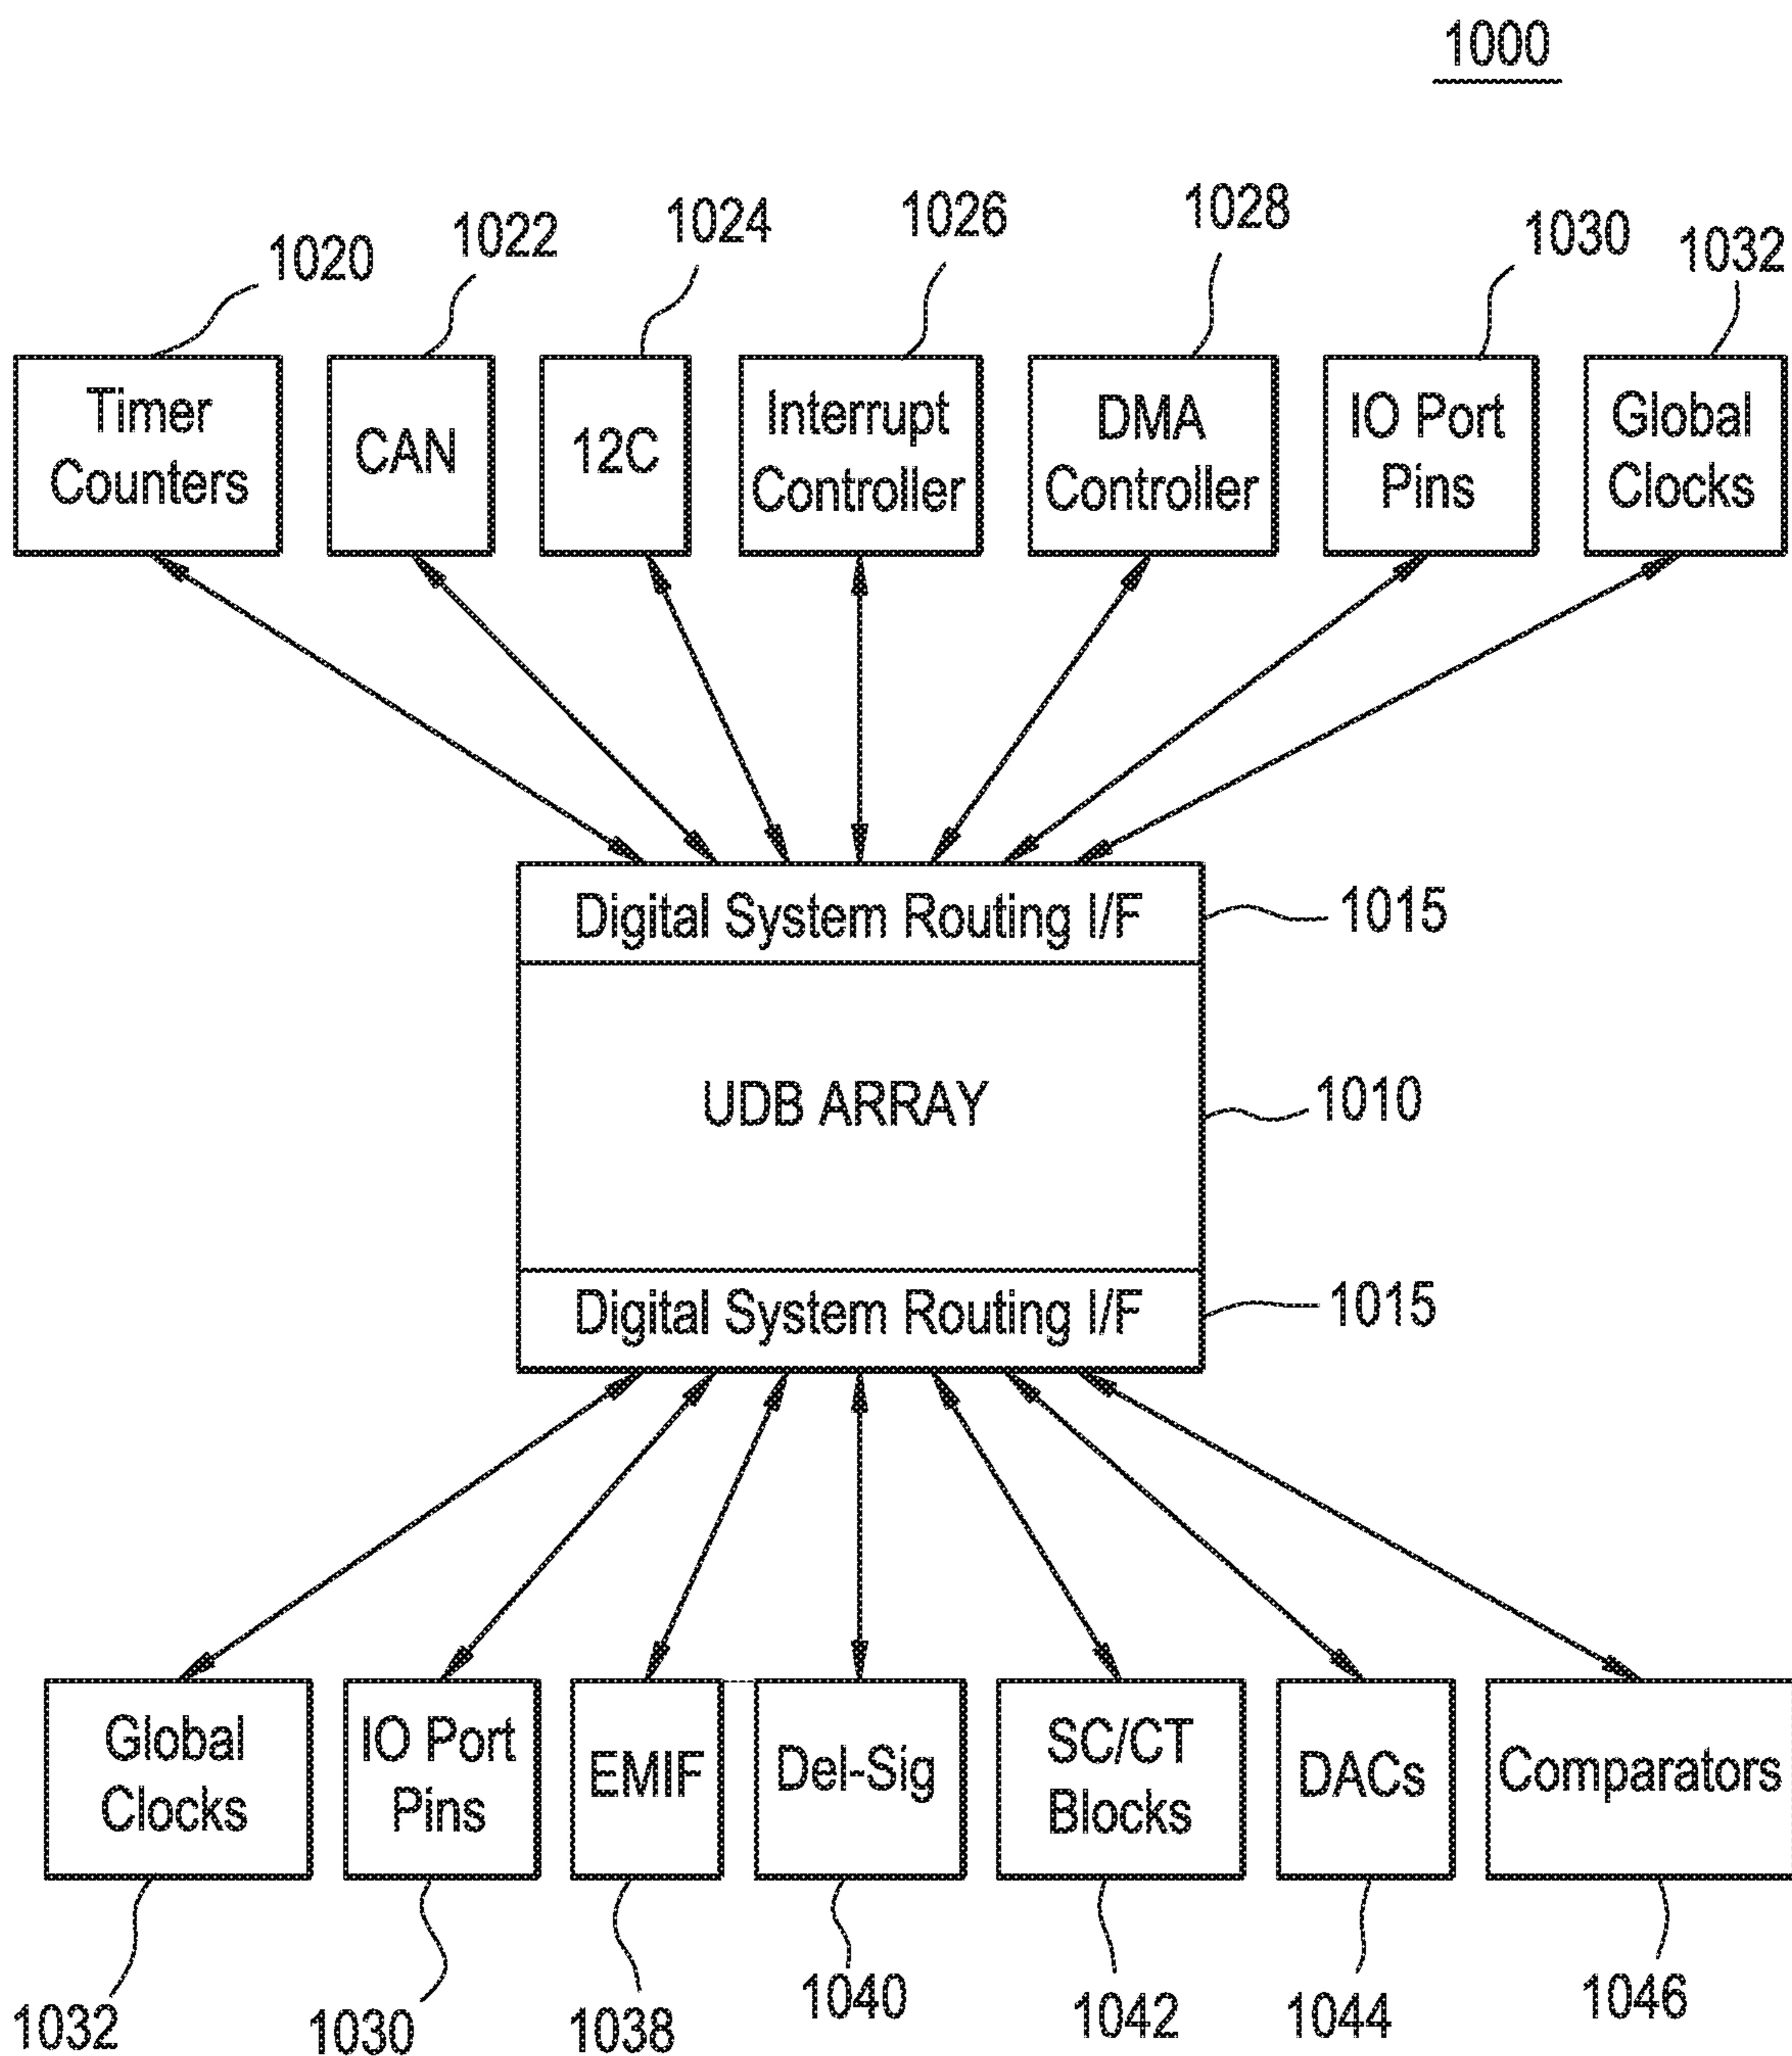 1000
1020
1022
1024
1026
1028
1030
1032
Timer
Counters
CAN
12C
Interrupt
Controller
DMA
Controller
IO Port
Pins
Global
Clocks
Digital System Routing I/F
1015
UDB ARRAY
1010
Digital System Routing I/F
1015
Global
Clocks
IO Port
Pins
EMIF
Del-Sig
SC/CT
Blocks
DACs
Comparators
1032
1030
1038
1040
1042
1044
1046